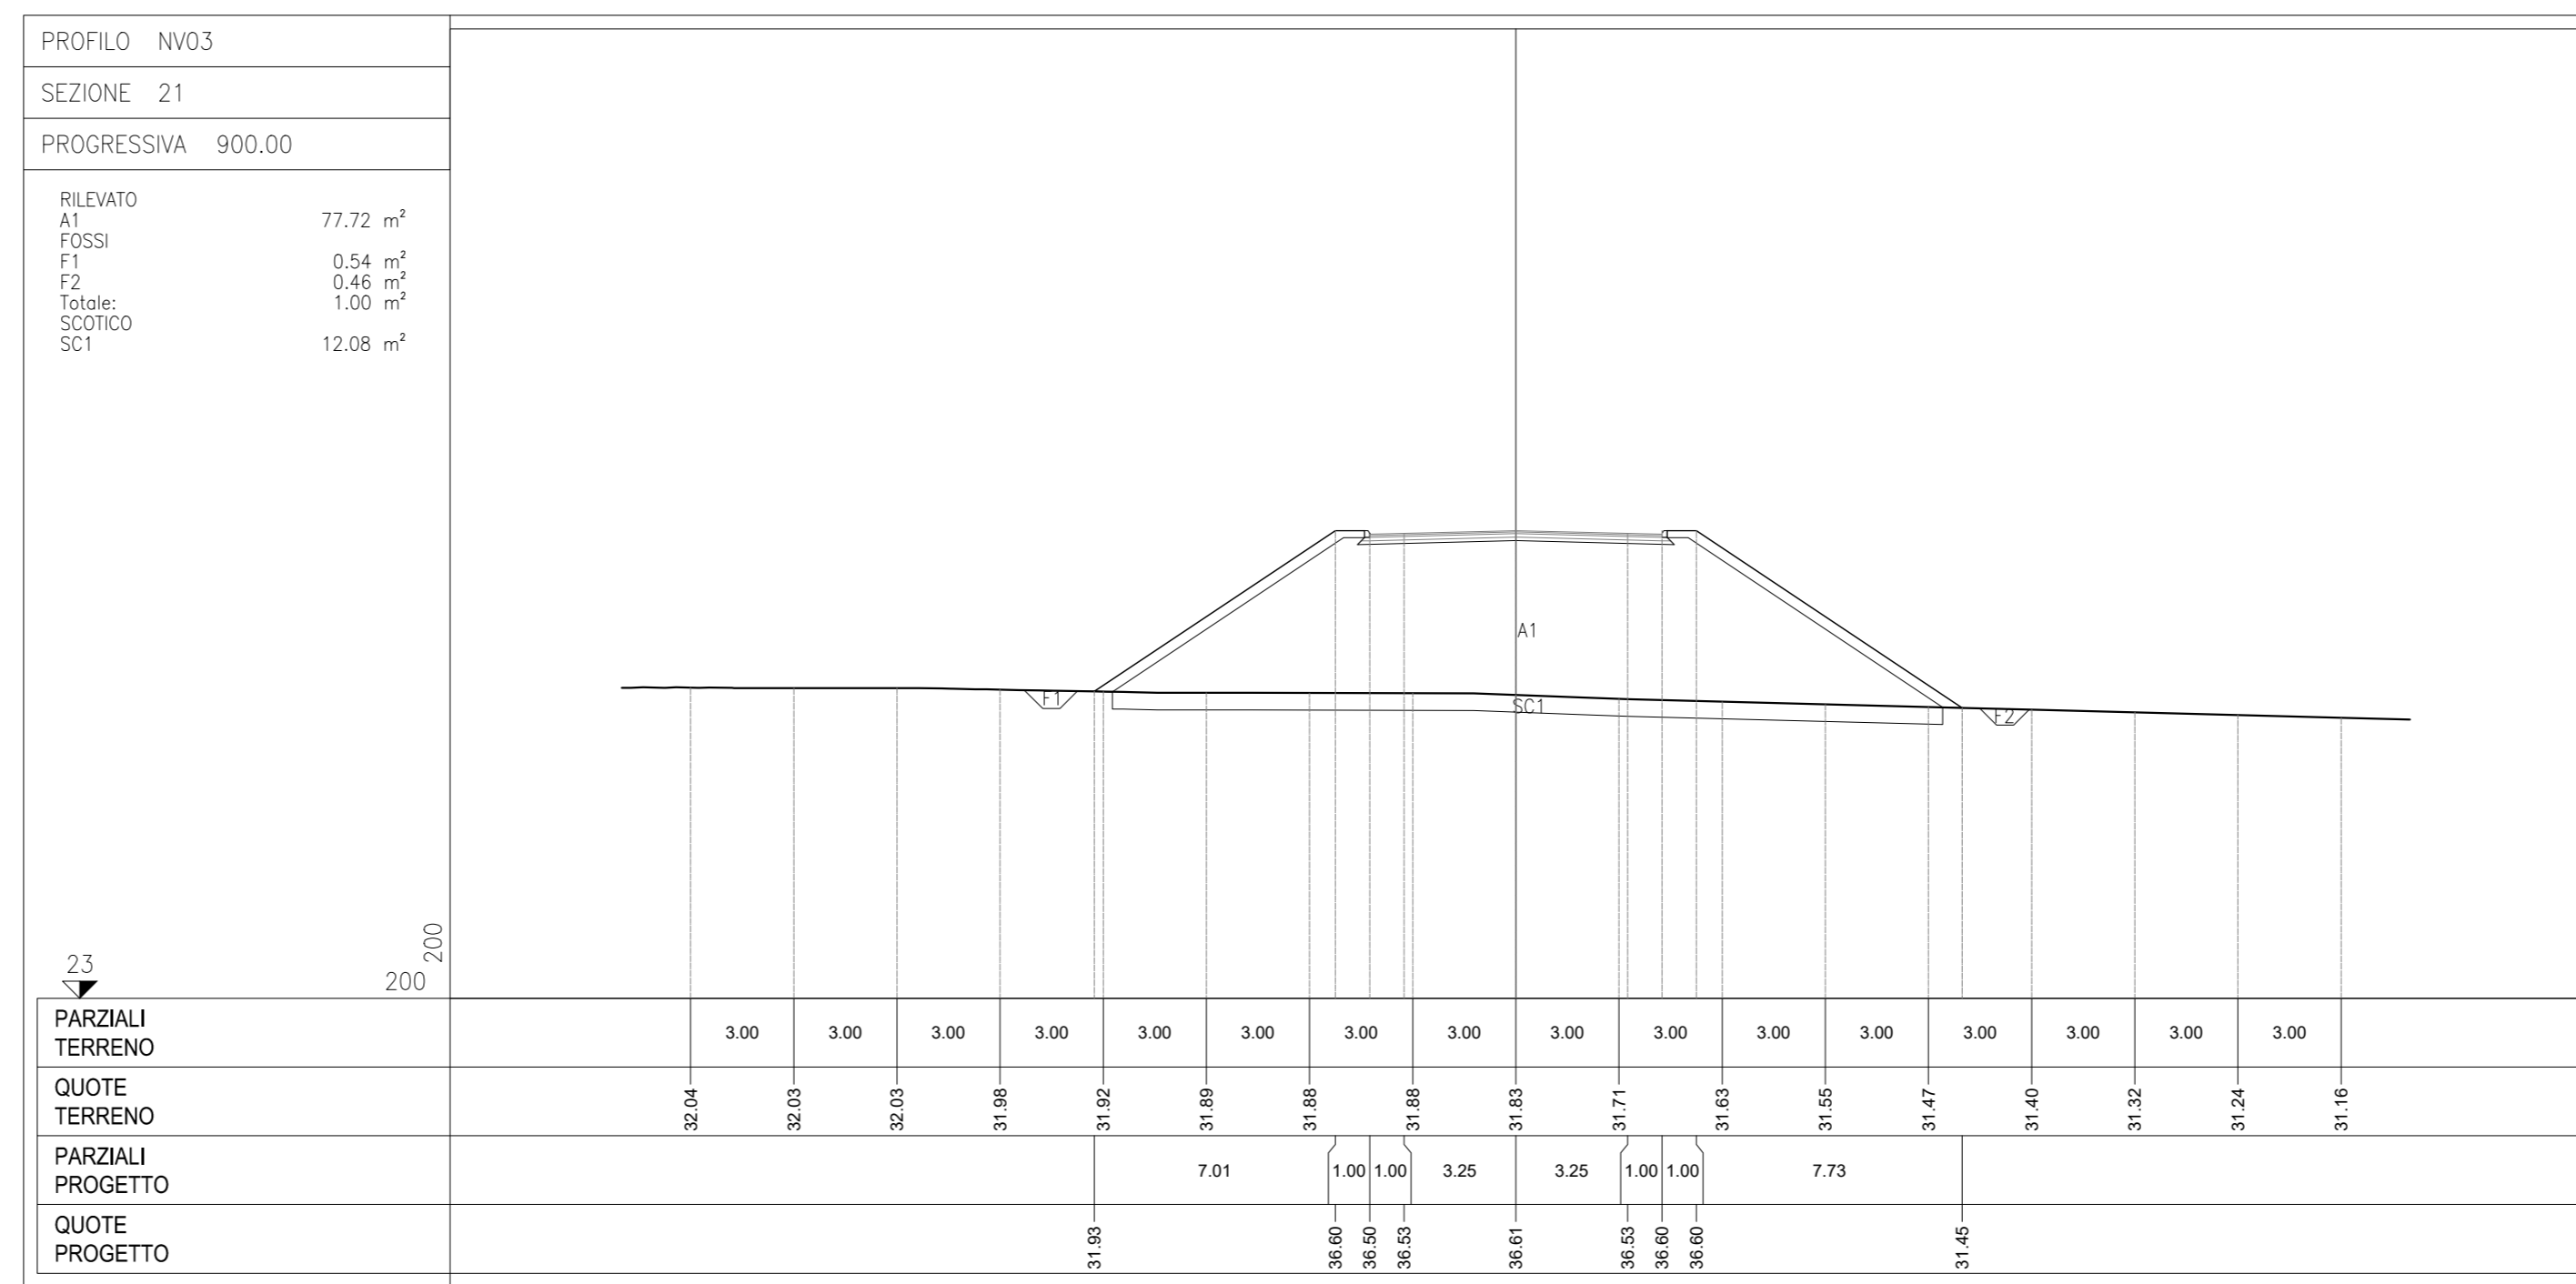 PROFILO NV03
SEZIONE 21
PROGRESSIVA 900.00
RILEVATO
A1 77.72 m²
FOSSI
F1 0.54 m²
F2 0.46 m²
Totale: 1.00 m²
SCOTICO
SC1 12.08 m²
A1
F1
SC1
F2
200
23
200
PARZIALI
TERRENO
3.00 3.00 3.00 3.00 3.00 3.00 3.00 3.00 3.00 3.00 3.00 3.00 3.00 3.00 3.00 3.00
QUOTE
TERRENO
32.04 32.03 32.03 31.98 31.92 31.89 31.88 31.88 31.83 31.71 31.63 31.55 31.47 31.40 31.32 31.24 31.16
PARZIALI
PROGETTO
7.01 1.00 1.00 3.25 3.25 1.00 1.00 7.73
QUOTE
PROGETTO
31.93 36.60 36.50 36.53 36.61 36.53 36.60 36.60 31.45